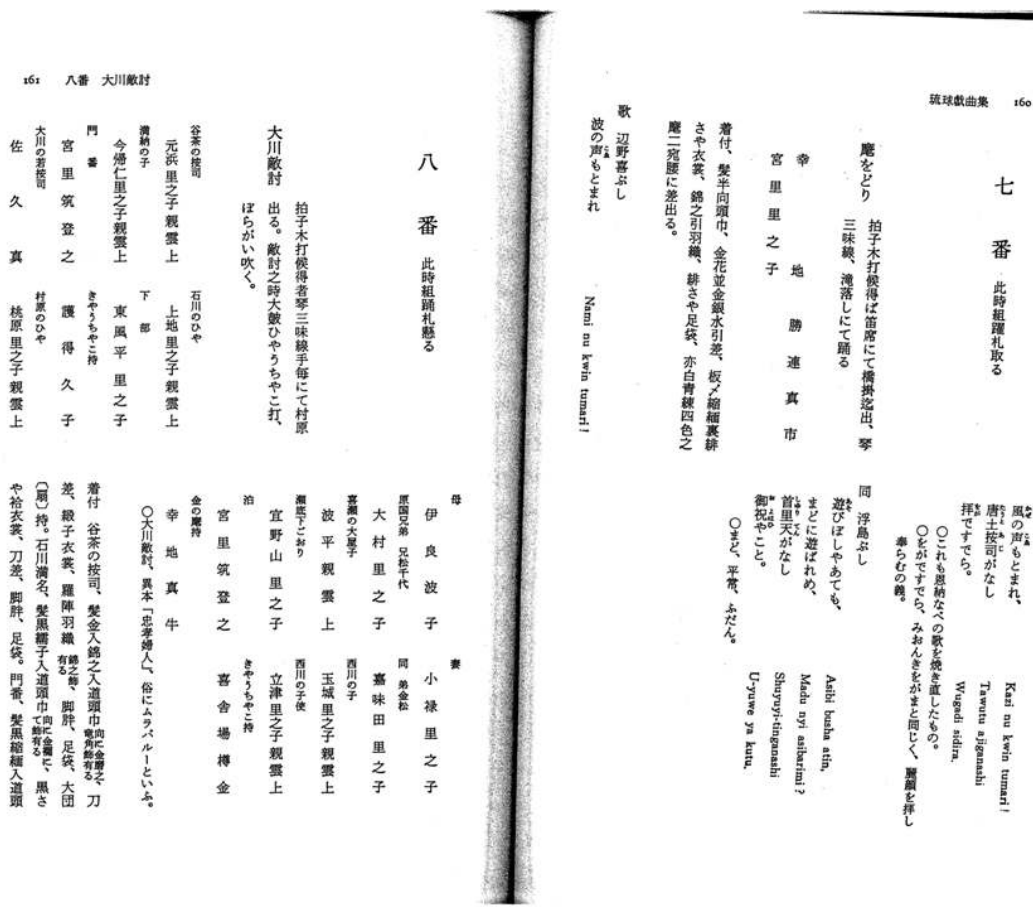 琉球戯曲集 160
七番 此時組躍札取る
麾をどり 拍子木打候得ば笛席にて橋掛迄出、琴
三味線、滝落しにて踊る
幸地 勝連真市
宮里里之子
着付、髪半向頭巾、金花並金銀水引差、板〆縮緬裏緋
さや衣裳、錦之引羽織、緋さや足袋、亦白青練四色之
麾二宛腰に差出る。
歌 辺野喜ぶし
波の声もとまれ
Nami nu kwin tumari!
風の声もとまれ、
Kazi nu kwin tumari!
唐土按司がなし
Tawutu ajiganashi
拝ですでら。
Wugadi sidira.
〇これも恩納なべの歌を焼き直したもの。
〇をがですでら、みおんきをがまと同じく、麗顔を拝し
奉らむの義。
同 浮島ぶし
遊びぼしやあても、
Asibi busha atin,
まどに遊ばれめ、
Madu nyi asibarimi?
首里天がなし
Shuyuyi-tinganashi
御祝やこと。
U-yuwe ya kutu.
〇まど、平常、ふだん。
161 八番 大川敵討
八番 此時組踊札懸る
大川敵討 拍子木打候得者琴三味線手毎にて村原
出る。敵討之時大皷ひやうちやこ打、
ぼらがい吹く。
谷茶の按司
元浜里之子親雲上
石川のひや
上地里之子親雲上
満納の子
今帰仁里之子親雲上
下部
東風平里之子
門番
宮里筑登之
きやうちやこ持
護得久子
大川の若按司
佐久真
村原のひや
桃原里之子親雲上
母
伊良波子
妻
小禄里之子
原国兄弟 兄松千代
大村里之子
同 弟金松
嘉味田里之子
喜瀬の大屋子
波平親雲上
西川の子
玉城里之子親雲上
瀬底下ごおり
宜野山里之子
西川の子使
立津里之子親雲上
泊
宮里筑登之
きやうちやこ持
喜舎場樽金
金の麾持
幸地真牛
〇大川敵討、異本「忠孝婦人」、俗にムラバルーといふ。
着付 谷茶の按司、髪金入錦之入道頭巾向に金磨之、竜角飾有る、刀
差、緞子衣裳、羅陣羽織錦之飾有る、脚胖、足袋、大団
〔扇〕持。石川満名、髪黒繻子入道頭巾向に金襴に、て飾有る、黒さ
や袷衣裳、刀差、脚胖、足袋。門番、髪黒縮緬入道頭